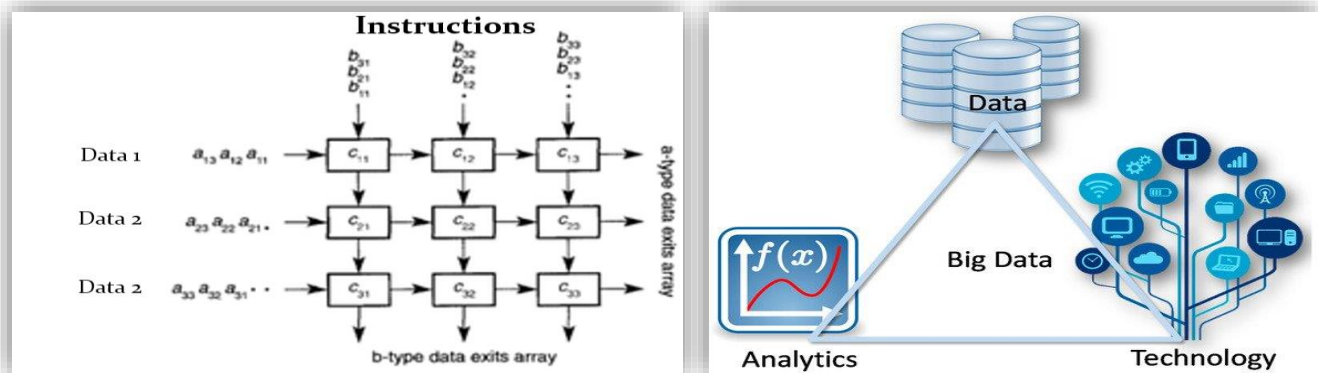 Instructions
b₃₁ b₃₂ b₃₃
b₂₁ b₂₂ b₂₃
b₁₁ b₁₂ b₁₃
Data 1 a₁₃ a₁₂ a₁₁ c₁₁ c₁₂ c₁₃
Data 2 a₂₃ a₂₂ a₂₁ c₂₁ c₂₂ c₂₃
Data 2 a₃₃ a₃₂ a₃₁ c₃₁ c₃₂ c₃₃
a-type data exits array
b-type data exits array
Data
f(x)
Big Data
Analytics
Technology